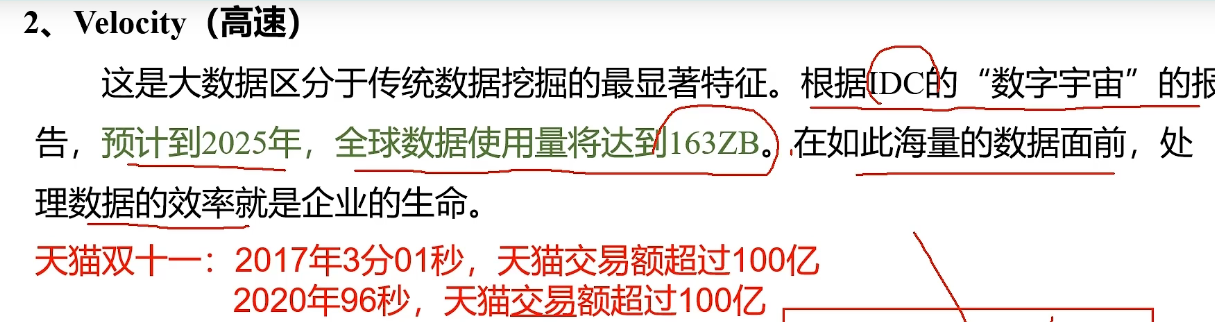 2、Velocity（高速）
这是大数据区分于传统数据挖掘的最显著特征。根据IDC的“数字宇宙”的报
告，预计到2025年，全球数据使用量将达到163ZB。在如此海量的数据面前，处
理数据的效率就是企业的生命。
天猫双十一：2017年3分01秒，天猫交易额超过100亿
2020年96秒，天猫交易额超过100亿